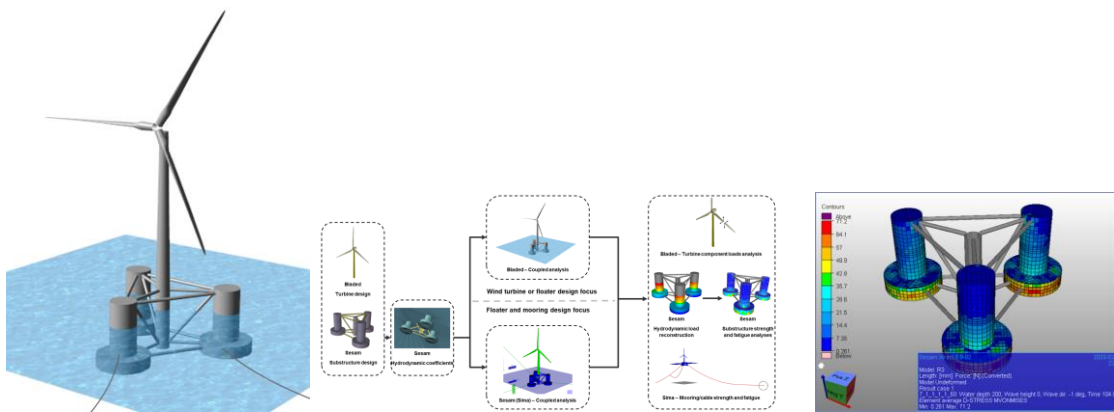 Bladed
Turbine design
Sesam
Substructure design
Sesam
Hydrodynamic coefficients
Bladed – Coupled analysis
Wind turbine or floater design focus
Floater and mooring design focus
Sesam (Sima) – Coupled analysis
Bladed – Turbine component loads analysis
Sesam
Hydrodynamic load
reconstruction
Sesam
Substructure strength
and fatigue analyses
Sima – Mooring/cable strength and fatigue
Contours
Above
71.2
64.1
57
49.9
42.8
35.7
28.6
21.5
14.4
7.36
0.261
Below
Model: R3
Length: [mm] Force: [N] (Converted)
Model Undeformed
Result case 1
Water depth 200, Wave height 0, Wave dir -1 deg, Time
Element average D-STRESS MVONMISES
Min: 0.261 Max: 71.2